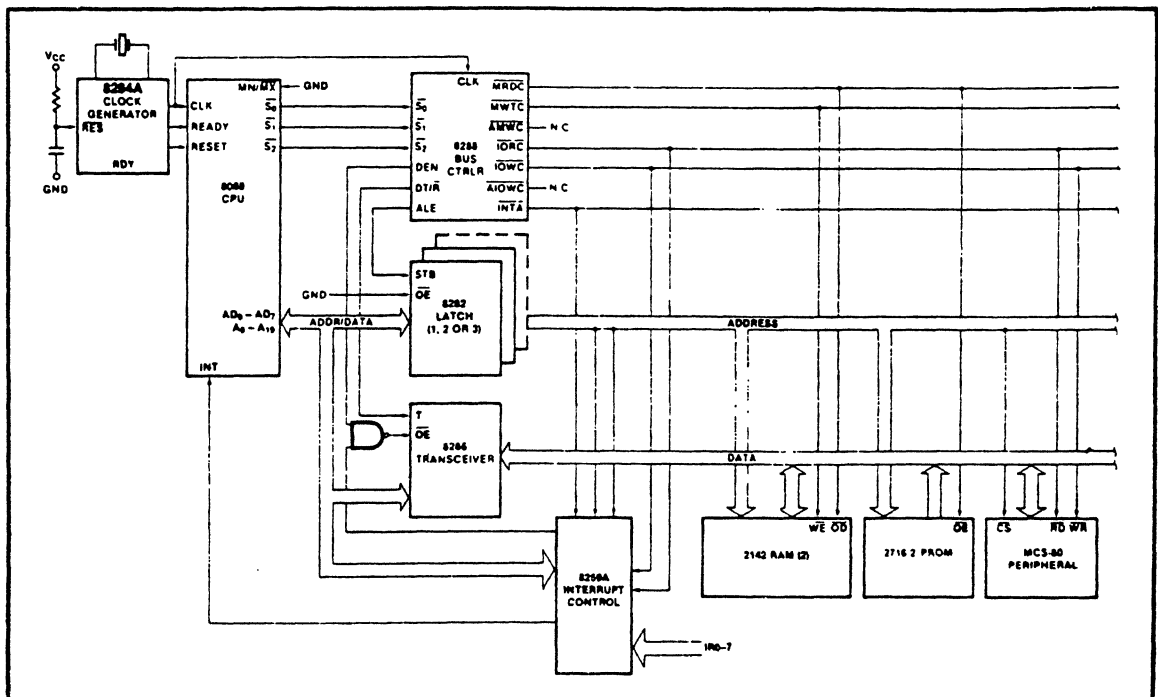 VCC
8284A
CLOCK
GENERATOR
RES
RDY
GND
CLK
READY
RESET
MN/MX
GND
S0
S1
S2
8088
CPU
AD0 – AD7
A8 – A19
INT
ADDR/DATA
CLK
S0
S1
S2
DEN
DT/R
ALE
8288
BUS
CTRLR
MRDC
MWTC
AMWC
IORC
IOWC
AIOWC
INTA
N C
N C
STB
GND
OE
8282
LATCH
(1, 2 OR 3)
ADDRESS
T
OE
8286
TRANSCEIVER
DATA
8259A
INTERRUPT
CONTROL
IR0-7
WE OD
2142 RAM (2)
OE
2716 2 PROM
CS
RD WR
MCS-80
PERIPHERAL